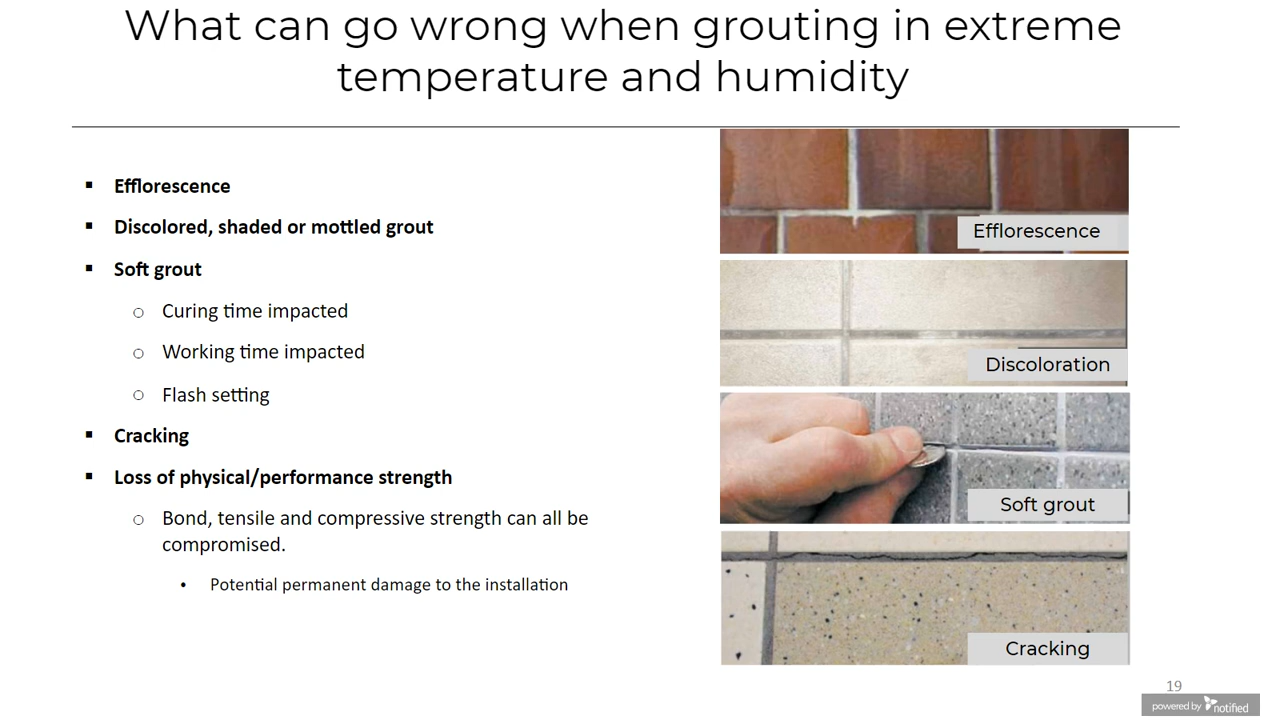 What can go wrong when grouting in extreme
temperature and humidity
Efflorescence
Discolored, shaded or mottled grout
Soft grout
Curing time impacted
Working time impacted
Flash setting
Cracking
Loss of physical/performance strength
Bond, tensile and compressive strength can all be
compromised.
Potential permanent damage to the installation
Efflorescence
Discoloration
Soft grout
Cracking
19
powered by notified